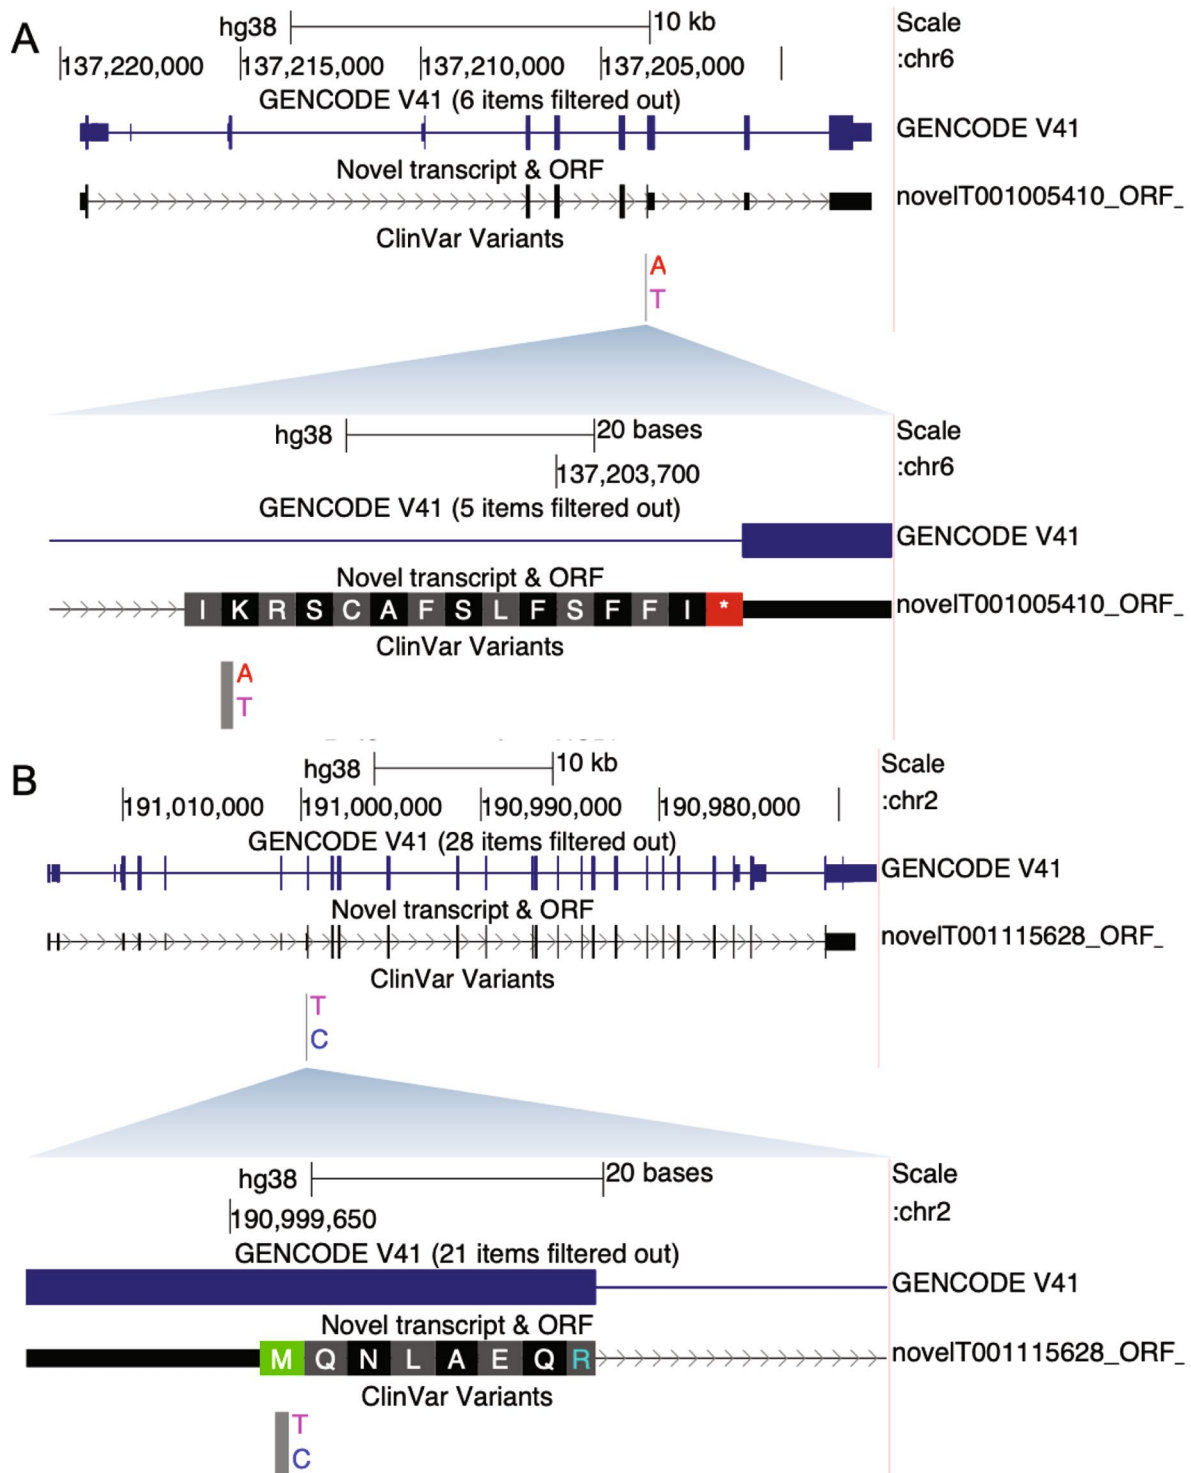 A
hg38 10 kb Scale
137,220,000 137,215,000 137,210,000 137,205,000 :chr6
GENCODE V41 (6 items filtered out)
GENCODE V41
Novel transcript & ORF
novelT001005410_ORF_
ClinVar Variants
A
T
hg38 20 bases Scale
137,203,700 :chr6
GENCODE V41 (5 items filtered out)
GENCODE V41
Novel transcript & ORF
I K R S C A F S L F S F F I * novelT001005410_ORF_
ClinVar Variants
A
T
B
hg38 10 kb Scale
191,010,000 191,000,000 190,990,000 190,980,000 :chr2
GENCODE V41 (28 items filtered out)
GENCODE V41
Novel transcript & ORF
novelT001115628_ORF_
ClinVar Variants
T
C
hg38 20 bases Scale
190,999,650 :chr2
GENCODE V41 (21 items filtered out)
GENCODE V41
Novel transcript & ORF
M Q N L A E Q R novelT001115628_ORF_
ClinVar Variants
T
C